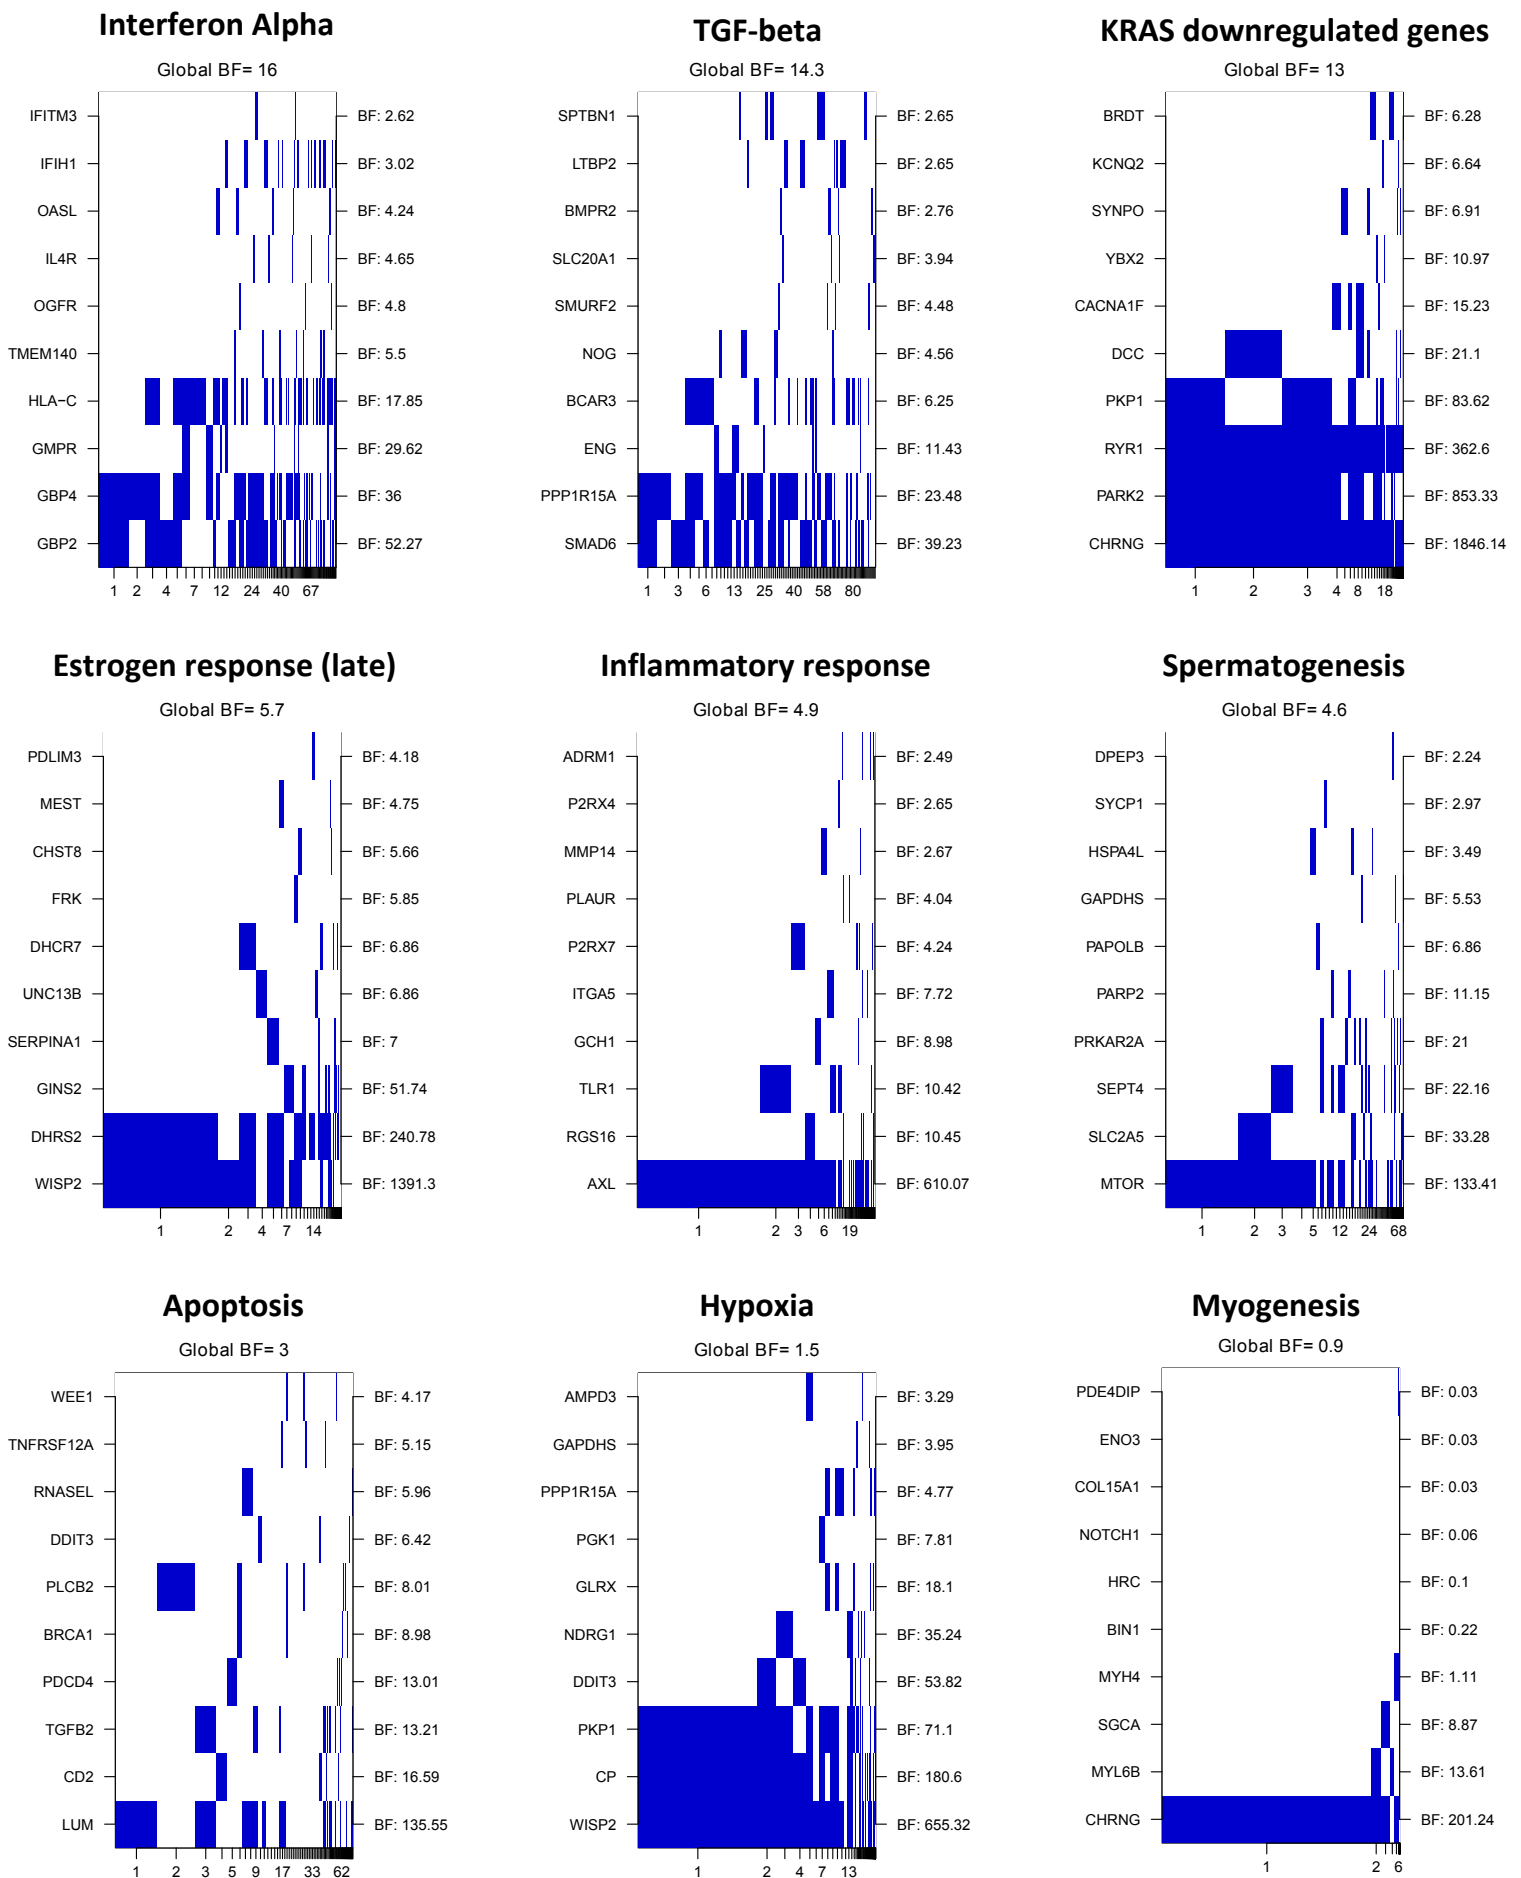 Interferon Alpha
Global BF= 16
IFITM3 BF: 2.62
IFIH1 BF: 3.02
OASL BF: 4.24
IL4R BF: 4.65
OGFR BF: 4.8
TMEM140 BF: 5.5
HLA−C BF: 17.85
GMPR BF: 29.62
GBP4 BF: 36
GBP2 BF: 52.27
1 2 4 7 12 24 40 67
TGF-beta
Global BF= 14.3
SPTBN1 BF: 2.65
LTBP2 BF: 2.65
BMPR2 BF: 2.76
SLC20A1 BF: 3.94
SMURF2 BF: 4.48
NOG BF: 4.56
BCAR3 BF: 6.25
ENG BF: 11.43
PPP1R15A BF: 23.48
SMAD6 BF: 39.23
1 3 6 13 25 40 58 80
KRAS downregulated genes
Global BF= 13
BRDT BF: 6.28
KCNQ2 BF: 6.64
SYNPO BF: 6.91
YBX2 BF: 10.97
CACNA1F BF: 15.23
DCC BF: 21.1
PKP1 BF: 83.62
RYR1 BF: 362.6
PARK2 BF: 853.33
CHRNG BF: 1846.14
1 2 3 4 8 18
Estrogen response (late)
Global BF= 5.7
PDLIM3 BF: 4.18
MEST BF: 4.75
CHST8 BF: 5.66
FRK BF: 5.85
DHCR7 BF: 6.86
UNC13B BF: 6.86
SERPINA1 BF: 7
GINS2 BF: 51.74
DHRS2 BF: 240.78
WISP2 BF: 1391.3
1 2 4 7 14
Inflammatory response
Global BF= 4.9
ADRM1 BF: 2.49
P2RX4 BF: 2.65
MMP14 BF: 2.67
PLAUR BF: 4.04
P2RX7 BF: 4.24
ITGA5 BF: 7.72
GCH1 BF: 8.98
TLR1 BF: 10.42
RGS16 BF: 10.45
AXL BF: 610.07
1 2 3 6 19
Spermatogenesis
Global BF= 4.6
DPEP3 BF: 2.24
SYCP1 BF: 2.97
HSPA4L BF: 3.49
GAPDHS BF: 5.53
PAPOLB BF: 6.86
PARP2 BF: 11.15
PRKAR2A BF: 21
SEPT4 BF: 22.16
SLC2A5 BF: 33.28
MTOR BF: 133.41
1 2 3 5 12 24 68
Apoptosis
Global BF= 3
WEE1 BF: 4.17
TNFRSF12A BF: 5.15
RNASEL BF: 5.96
DDIT3 BF: 6.42
PLCB2 BF: 8.01
BRCA1 BF: 8.98
PDCD4 BF: 13.01
TGFB2 BF: 13.21
CD2 BF: 16.59
LUM BF: 135.55
1 2 3 5 9 17 33 62
Hypoxia
Global BF= 1.5
AMPD3 BF: 3.29
GAPDHS BF: 3.95
PPP1R15A BF: 4.77
PGK1 BF: 7.81
GLRX BF: 18.1
NDRG1 BF: 35.24
DDIT3 BF: 53.82
PKP1 BF: 71.1
CP BF: 180.6
WISP2 BF: 655.32
1 2 4 7 13
Myogenesis
Global BF= 0.9
PDE4DIP BF: 0.03
ENO3 BF: 0.03
COL15A1 BF: 0.03
NOTCH1 BF: 0.06
HRC BF: 0.1
BIN1 BF: 0.22
MYH4 BF: 1.11
SGCA BF: 8.87
MYL6B BF: 13.61
CHRNG BF: 201.24
1 2 6